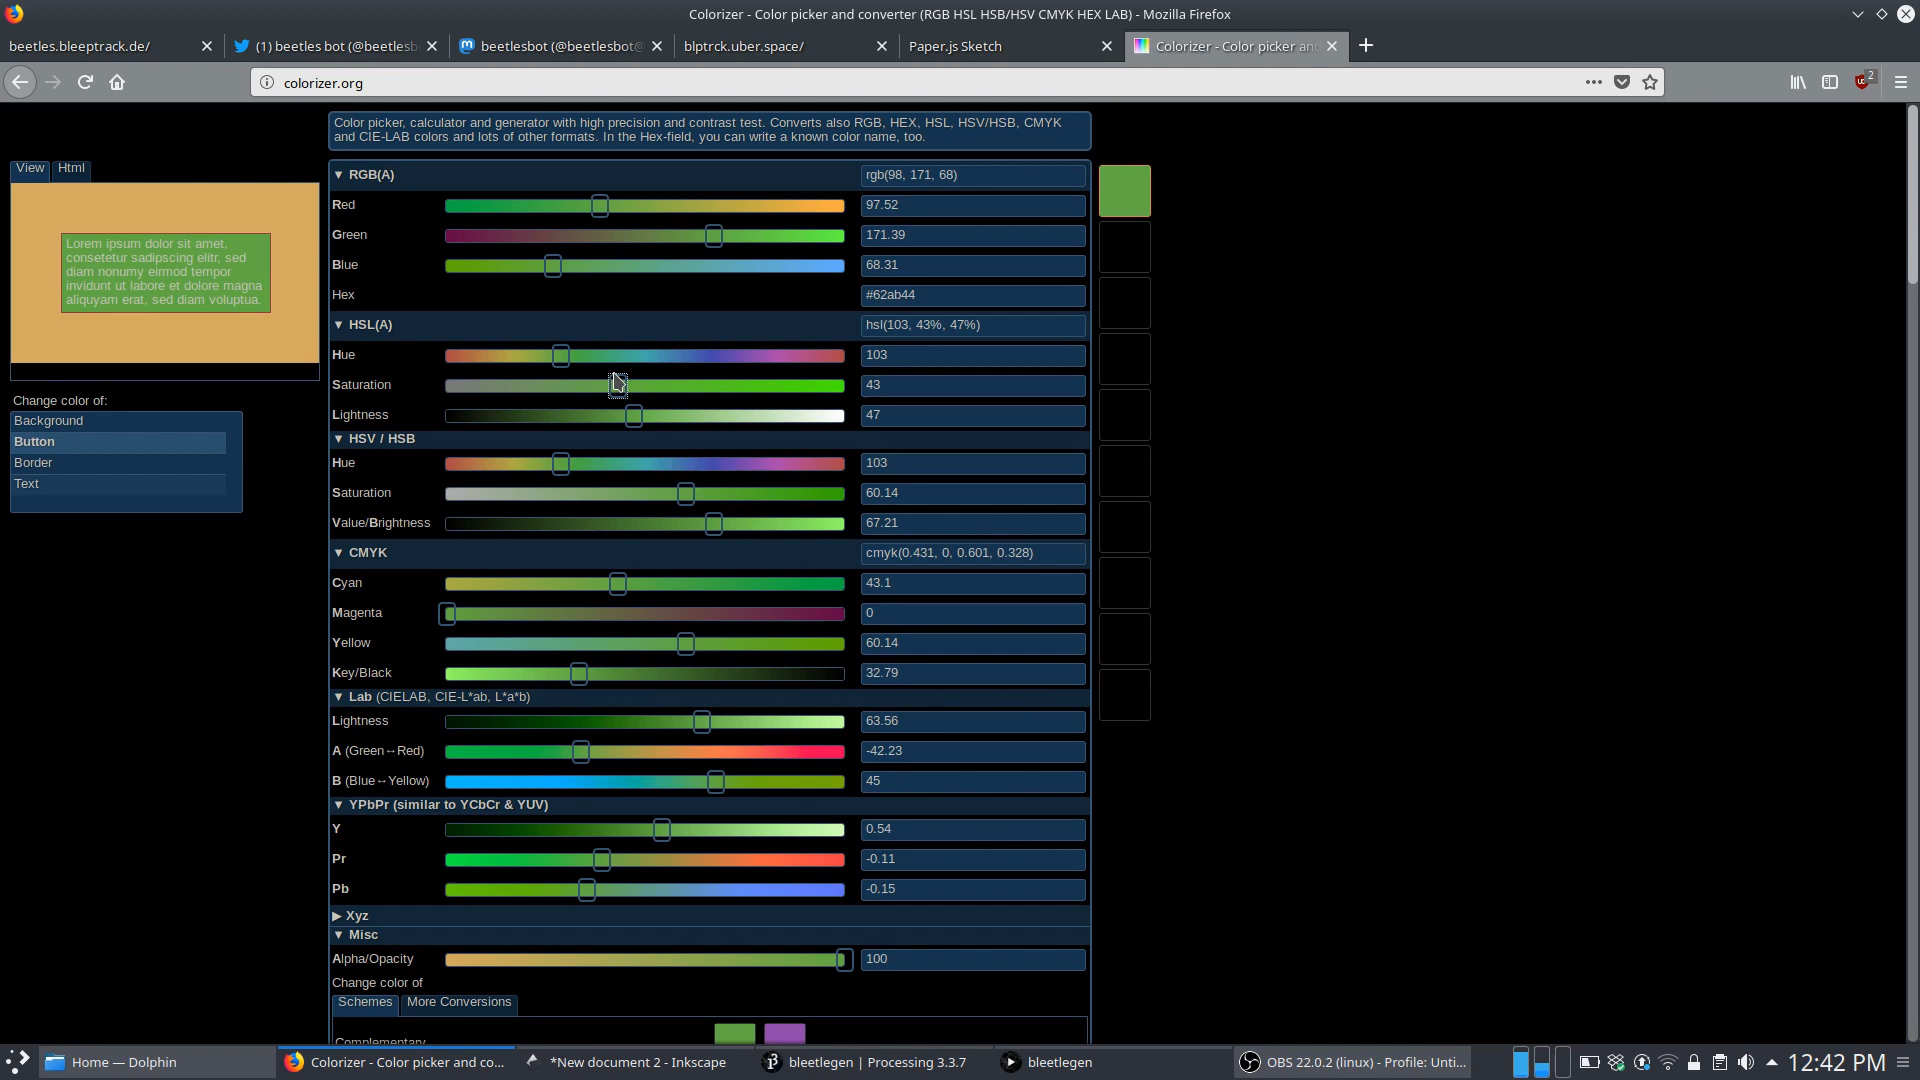 Colorizer - Color picker and converter (RGB HSL HSB/HSV CMYK HEX LAB) - Mozilla Firefox
beetles.bleeptrack.de/
(1) beetles bot (@beetlesb
beetlesbot (@beetlesbot@
blptrck.uber.space/
Paper.js Sketch
Colorizer - Color picker and
colorizer.org
2
Color picker, calculator and generator with high precision and contrast test. Converts also RGB, HEX, HSL, HSV/HSB, CMYK
and CIE-LAB colors and lots of other formats. In the Hex-field, you can write a known color name, too.
View Html
Lorem ipsum dolor sit amet,
consetetur sadipscing elitr, sed
diam nonumy eirmod tempor
invidunt ut labore et dolore magna
aliquyam erat, sed diam voluptua.
Change color of:
Background
Button
Border
Text
▼ RGB(A) rgb(98, 171, 68)
Red 97.52
Green 171.39
Blue 68.31
Hex #62ab44
▼ HSL(A) hsl(103, 43%, 47%)
Hue 103
Saturation 43
Lightness 47
▼ HSV / HSB
Hue 103
Saturation 60.14
Value/Brightness 67.21
▼ CMYK cmyk(0.431, 0, 0.601, 0.328)
Cyan 43.1
Magenta 0
Yellow 60.14
Key/Black 32.79
▼ Lab (CIELAB, CIE-L*ab, L*a*b)
Lightness 63.56
A (Green↔Red) -42.23
B (Blue↔Yellow) 45
▼ YPbPr (similar to YCbCr & YUV)
Y 0.54
Pr -0.11
Pb -0.15
▶ Xyz
▼ Misc
Alpha/Opacity 100
Change color of
Schemes More Conversions
Complementary
Home — Dolphin
Colorizer - Color picker and co...
*New document 2 - Inkscape
bleetlegen | Processing 3.3.7
bleetlegen
OBS 22.0.2 (linux) - Profile: Unti...
12:42 PM